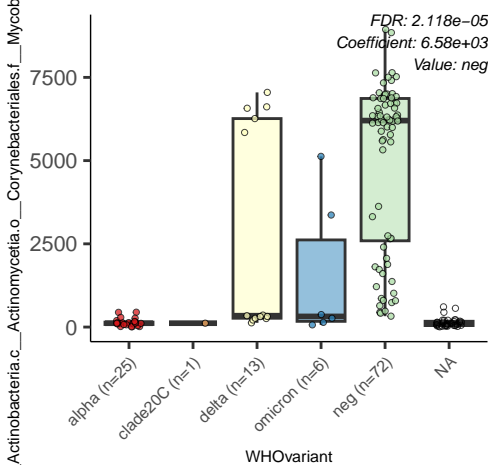 FDR: 2.118e−05
Coefficient: 6.58e+03
Value: neg
Actinobacteria.c__Actinomycetia.o__Corynebacteriales.f__Mycob
7500
5000
2500
0
alpha (n=25)
clade20C (n=1)
delta (n=13)
omicron (n=6)
neg (n=72)
NA
WHOvariant